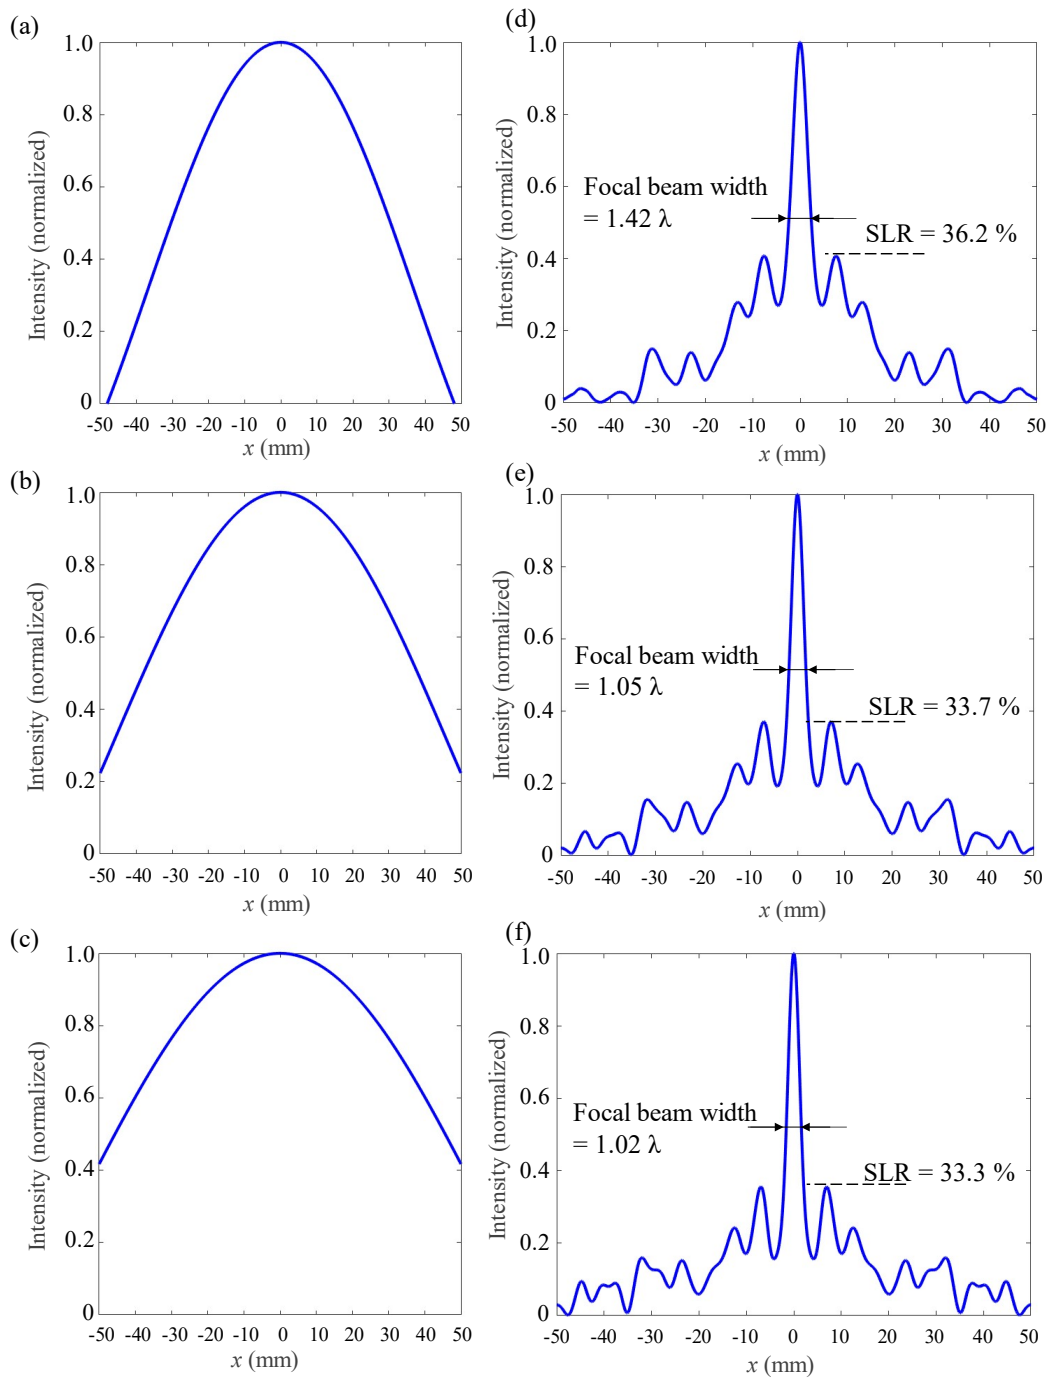 (a)
1.0
0.8
0.6
0.4
0.2
0
Intensity (normalized)
-50 -40 -30 -20 -10 0 10 20 30 40 50
x (mm)
(d)
1.0
0.8
0.6
0.4
0.2
0
Intensity (normalized)
Focal beam width
= 1.42 λ
SLR = 36.2 %
-50 -40 -30 -20 -10 0 10 20 30 40 50
x (mm)
(b)
1.0
0.8
0.6
0.4
0.2
0
Intensity (normalized)
-50 -40 -30 -20 -10 0 10 20 30 40 50
x (mm)
(e)
1.0
0.8
0.6
0.4
0.2
0
Intensity (normalized)
Focal beam width
= 1.05 λ
SLR = 33.7 %
-50 -40 -30 -20 -10 0 10 20 30 40 50
x (mm)
(c)
1.0
0.8
0.6
0.4
0.2
0
Intensity (normalized)
-50 -40 -30 -20 -10 0 10 20 30 40 50
x (mm)
(f)
1.0
0.8
0.6
0.4
0.2
0
Intensity (normalized)
Focal beam width
= 1.02 λ
SLR = 33.3 %
-50 -40 -30 -20 -10 0 10 20 30 40 50
x (mm)